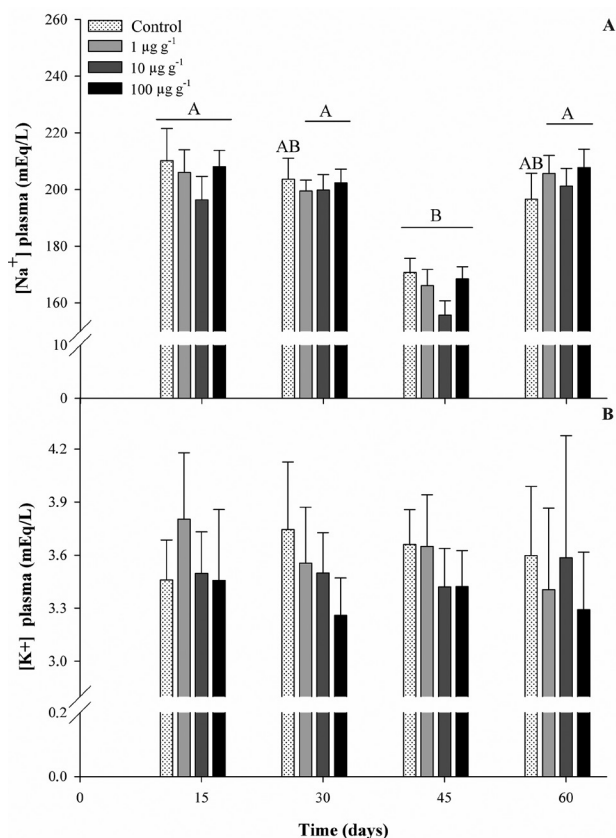 A
Control
1 µg g⁻¹
10 µg g⁻¹
100 µg g⁻¹
260
240
220
200
180
160
10
0
[Na⁺] plasma (mEq/L)
A
AB
A
B
AB
A
B
4.2
3.9
3.6
3.3
3.0
0.2
0.0
[K+] plasma (mEq/L)
0 15 30 45 60
Time (days)